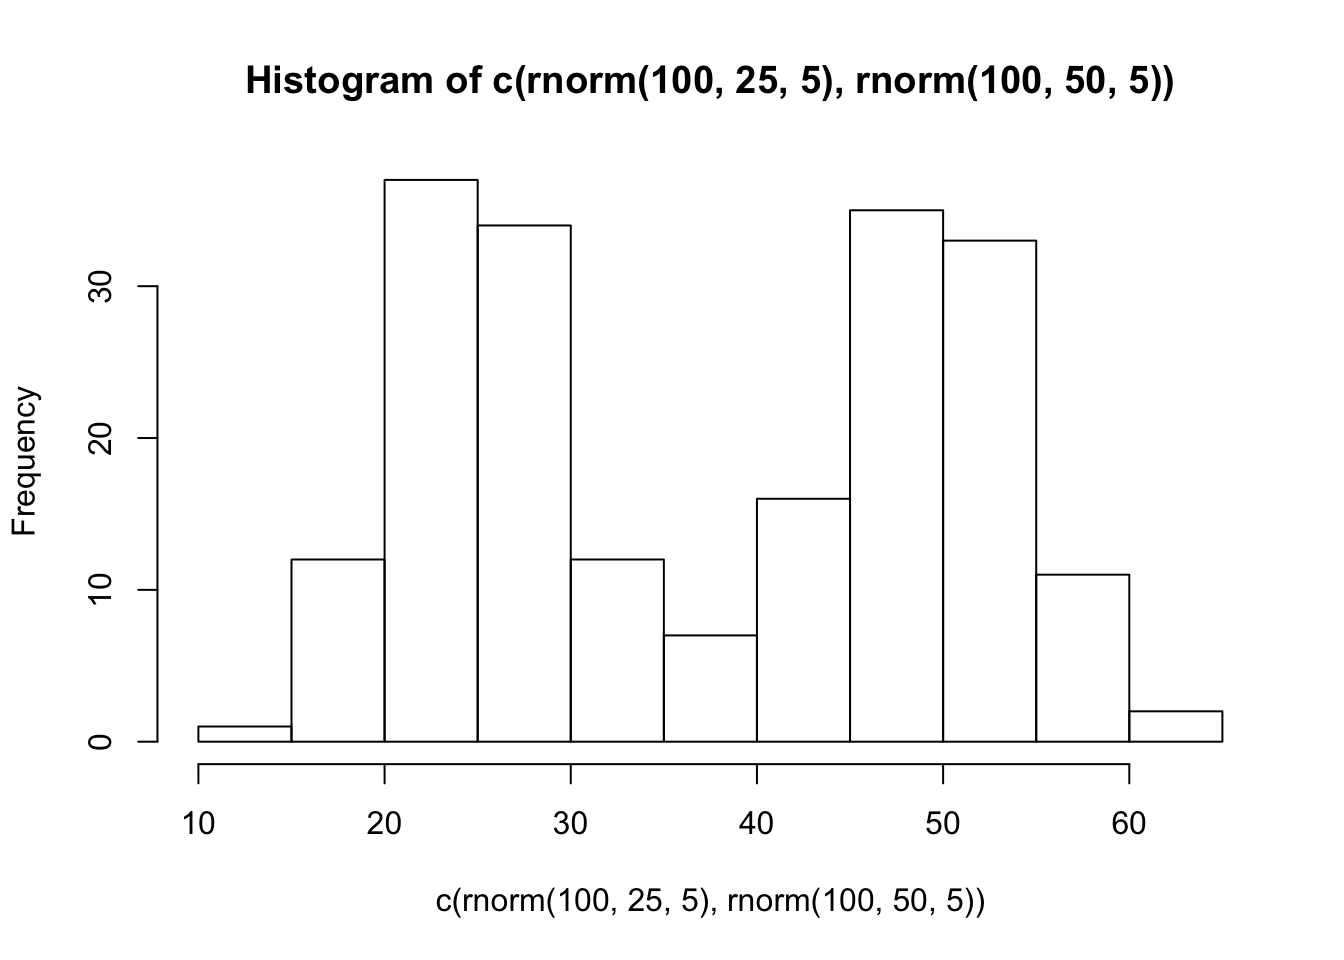 Histogram of c(rnorm(100, 25, 5), rnorm(100, 50, 5))
Frequency
30
20
10
0
10 20 30 40 50 60
c(rnorm(100, 25, 5), rnorm(100, 50, 5))